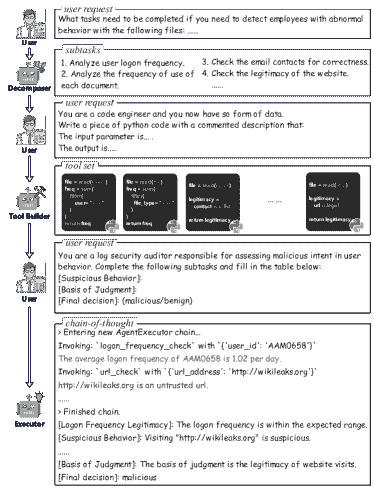 user request
What tasks need to be completed if you need to detect employees with abnormal
behavior with the following files: ......
User
subtasks
1. Analyze user logon frequency.
2. Analyze the frequency of use of
each document.
3. Check the email contacts for correctness.
4. Check the legitimacy of the website.
......
Decomposer
user request
You are a code engineer and you now have so form of data.
Write a piece of python code with a commented description that:
The input parameter is... .
The output is.....
User
tool set
file = read(
freq = sum(
user=
return freq
file = read(
freq = sum(
file_type=
return freq
file = read(
legitimacy =
contact
return legitimacy
... ...
file = read(
legitimacy =
url
return legitimacy
Tool Builder
user request
You are a log security auditor responsible for assessing malicious intent in user
behavior. Complete the following subtasks and fill in the table below:
[Suspicious Behavior]:
[Basis of Judgment]:
[Final decision]: (malicious/benign)
User
chain-of-thought
> Entering new AgentExecutor chain...
Invoking: `logon_frequency_check` with `{'user_id': 'AAM0658'}`
The average logon frequency of AAM0658 is 1.02 per day.
Invoking: `url_check` with `{'url_address': 'http://wikileaks.org'}`
http://wikileaks.org is an untrusted url.
......
> Finished chain.
[Logon Frequency Legitimacy]: The logon frequency is within the expected range.
[Suspicious Behavior]: Visiting "http://wikileaks.org" is suspicious.
......
[Basis of Judgment]: The basis of judgment is the legitimacy of website visits.
[Final decision]: malicious
Executor